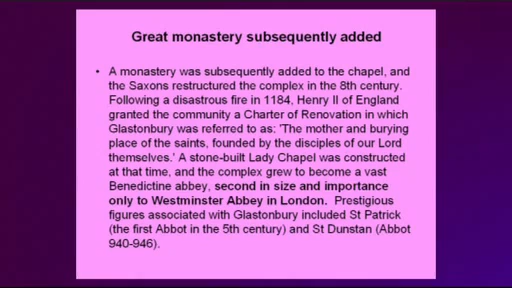 Great monastery subsequently added
• A monastery was subsequently added to the chapel, and
the Saxons restructured the complex in the 8th century.
Following a disastrous fire in 1184, Henry II of England
granted the community a Charter of Renovation in which
Glastonbury was referred to as: 'The mother and burying
place of the saints, founded by the disciples of our Lord
themselves.' A stone-built Lady Chapel was constructed
at that time, and the complex grew to become a vast
Benedictine abbey, second in size and importance
only to Westminster Abbey in London. Prestigious
figures associated with Glastonbury included St Patrick
(the first Abbot in the 5th century) and St Dunstan (Abbot
940-946).